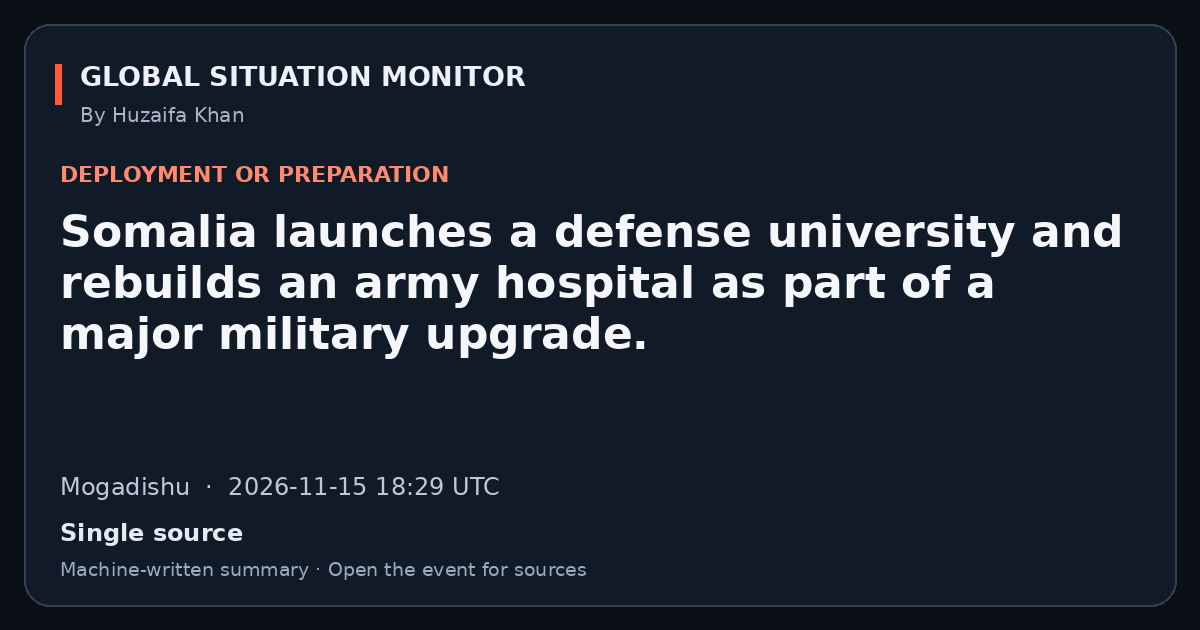 GLOBAL SITUATION MONITOR
By Huzaifa Khan
DEPLOYMENT OR PREPARATION
Somalia launches a defense university and
rebuilds an army hospital as part of a
major military upgrade.
Mogadishu · 2026-11-15 18:29 UTC
Single source
Machine-written summary · Open the event for sources